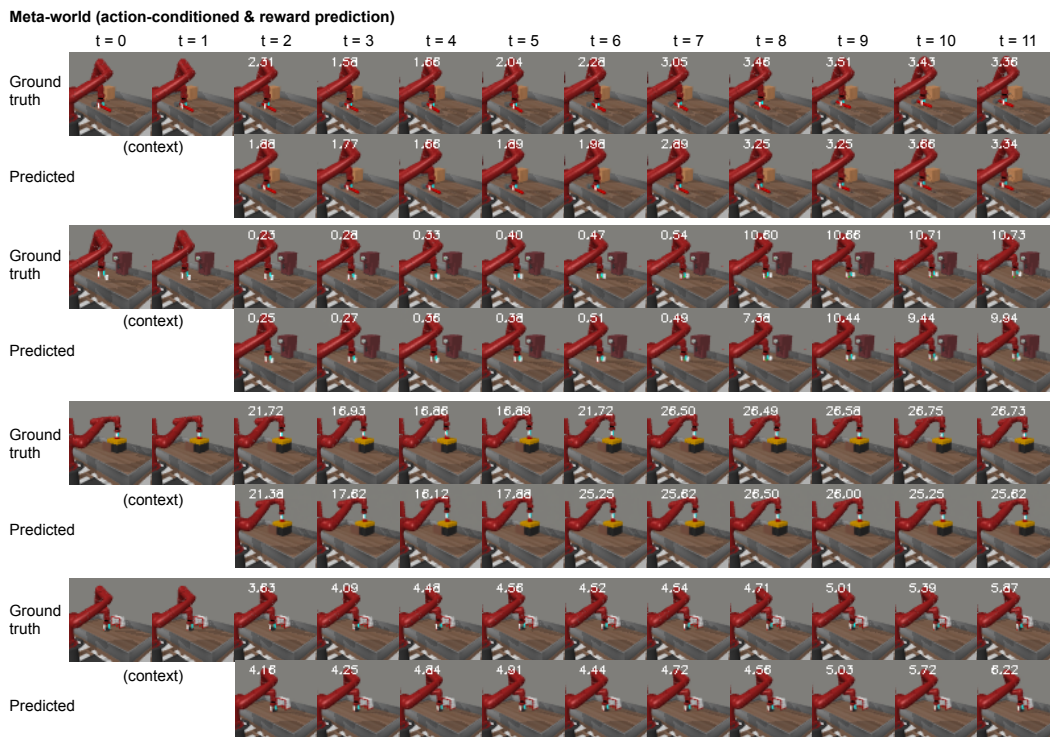 Meta-world (action-conditioned & reward prediction)
t = 0 t = 1 t = 2 t = 3 t = 4 t = 5 t = 6 t = 7 t = 8 t = 9 t = 10 t = 11
Ground truth
2.31 1.58 1.66 2.04 2.28 3.05 3.46 3.51 3.43 3.36
(context)
Predicted
1.88 1.77 1.66 1.89 1.98 2.89 3.25 3.25 3.66 3.34
Ground truth
0.23 0.28 0.33 0.40 0.47 0.54 10.60 10.66 10.71 10.73
(context)
Predicted
0.25 0.27 0.36 0.38 0.51 0.49 7.38 10.44 9.44 9.94
Ground truth
21.72 16.93 16.86 16.89 21.72 26.50 26.49 26.58 26.75 26.73
(context)
Predicted
21.38 17.62 16.12 17.88 25.25 25.62 26.50 26.00 25.25 25.62
Ground truth
3.63 4.09 4.48 4.56 4.52 4.54 4.71 5.01 5.39 5.87
(context)
Predicted
4.16 4.25 4.84 4.91 4.44 4.72 4.56 5.03 5.72 6.22